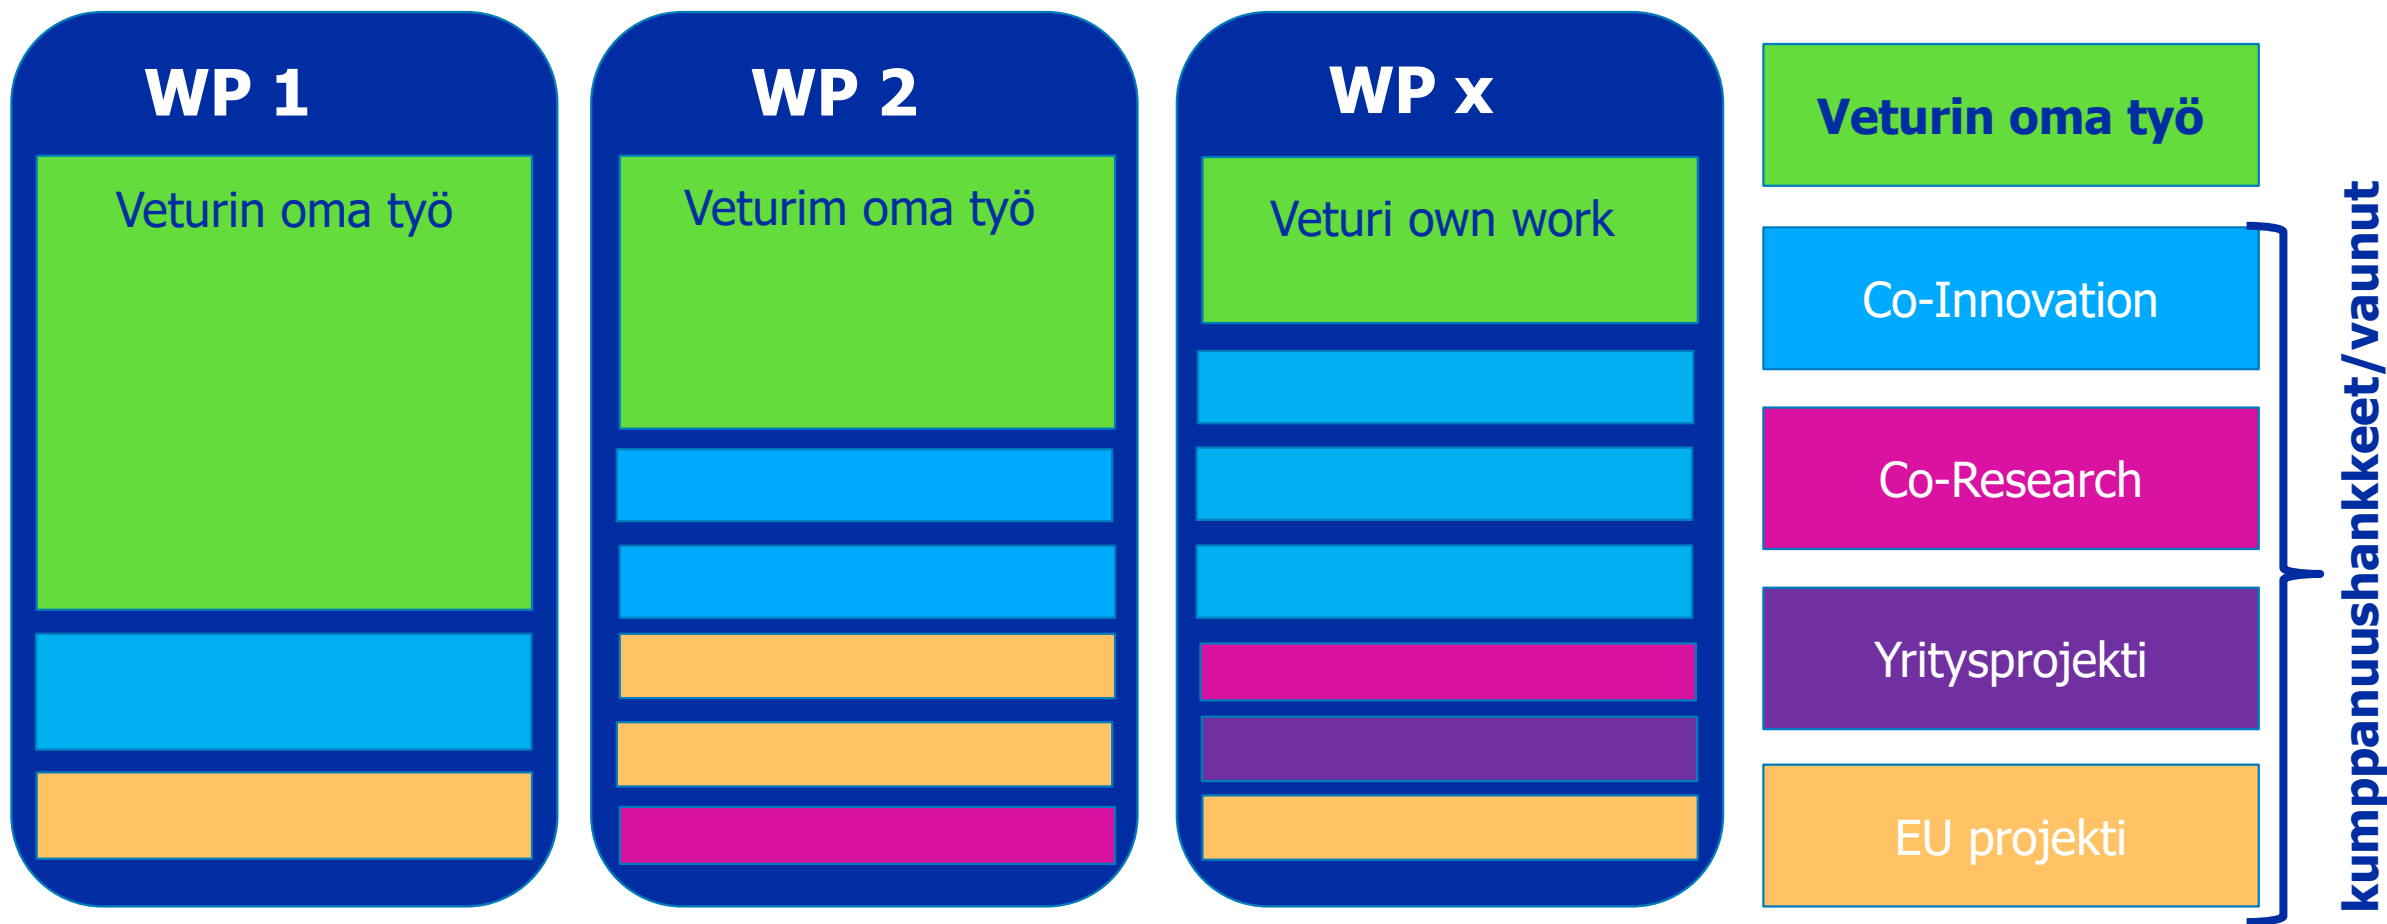 WP 1
Veturin oma työ
WP 2
Veturim oma työ
WP x
Veturi own work
Veturin oma työ
Co-Innovation
Co-Research
Yritysprojekti
EU projekti
kumppanuushankkeet/vaunut